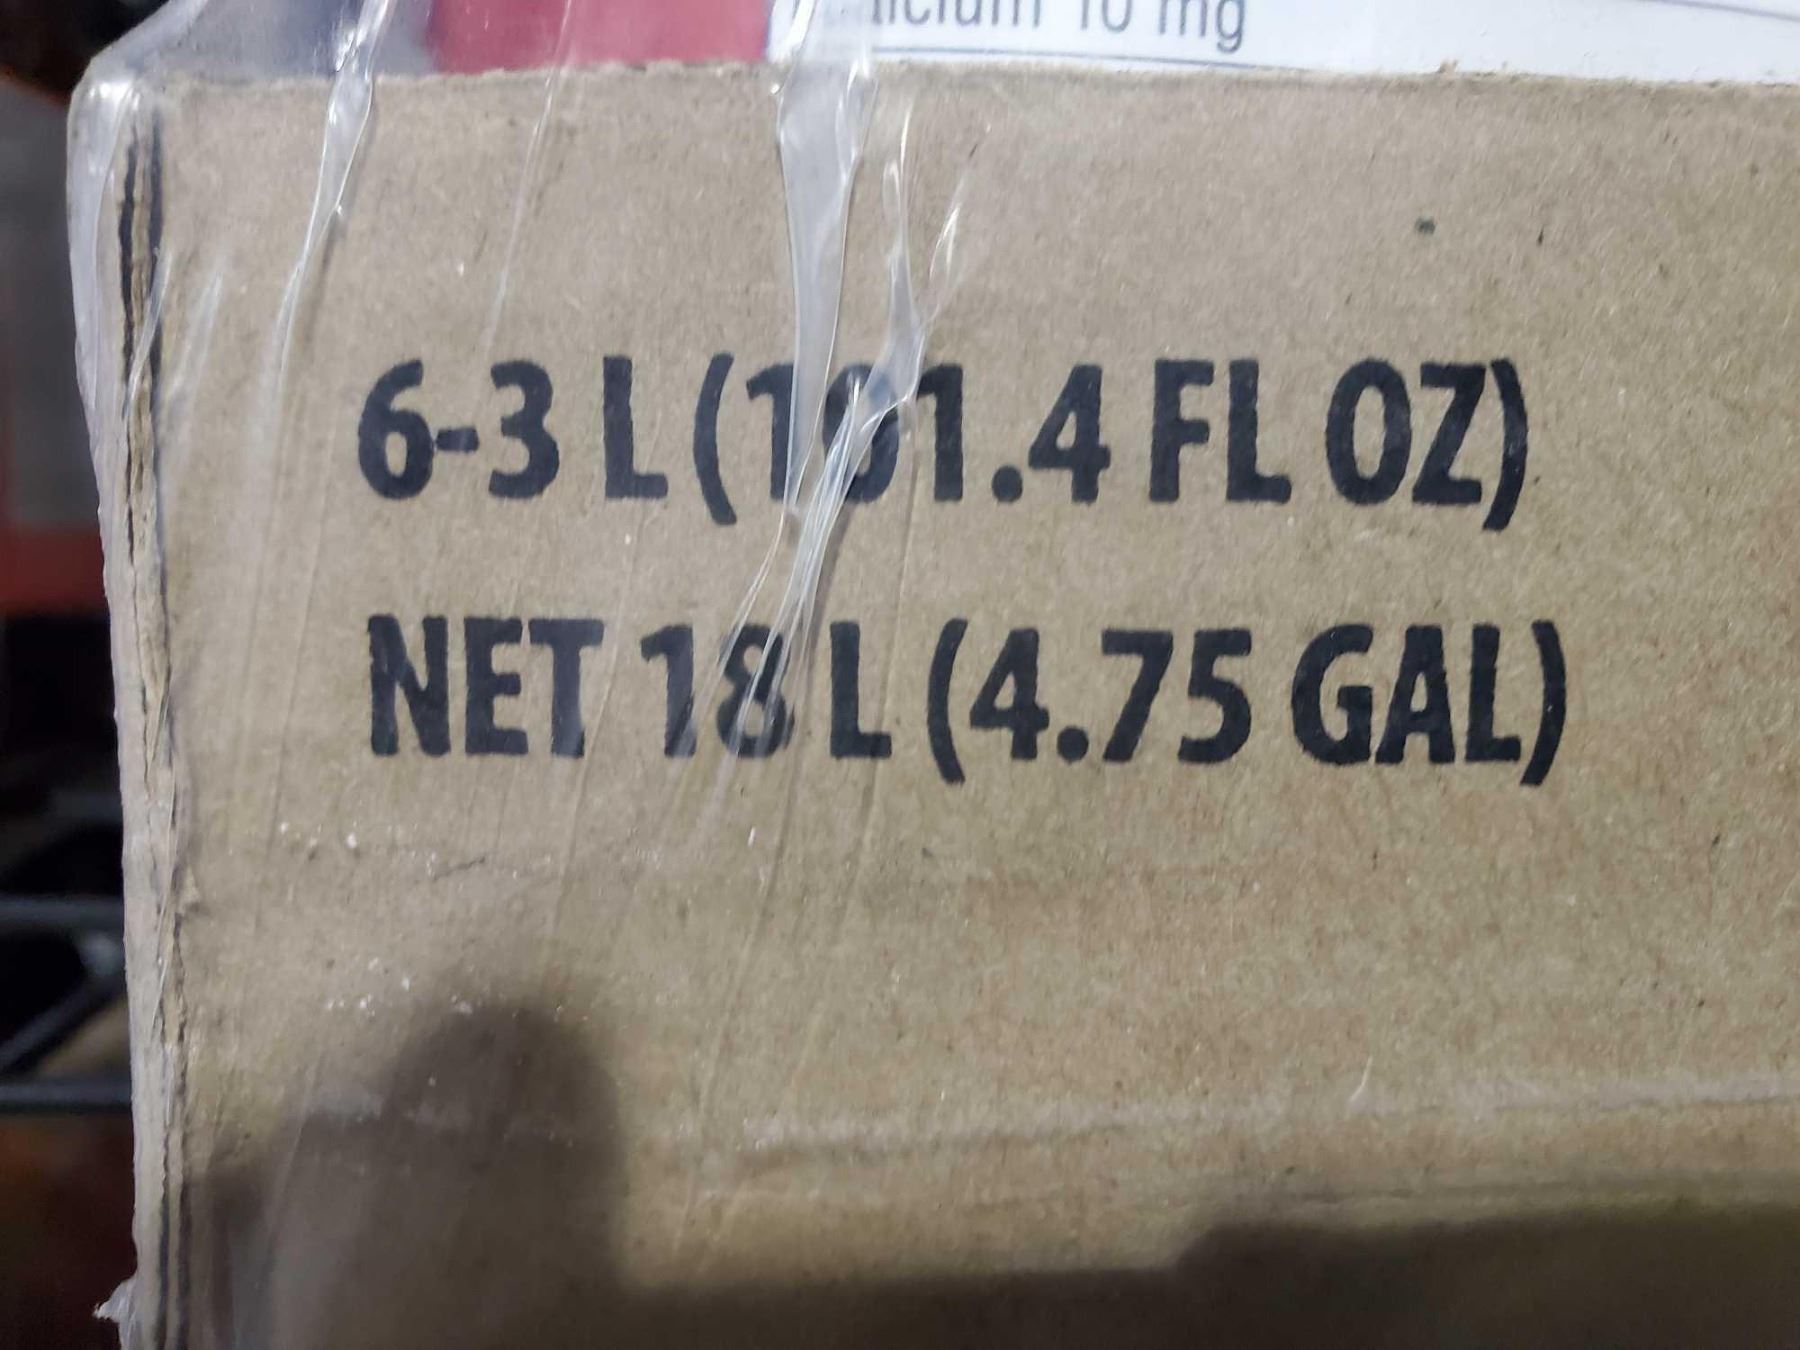 10 mg
6-3 L (101.4 FL OZ)
NET 18 L (4.75 GAL)